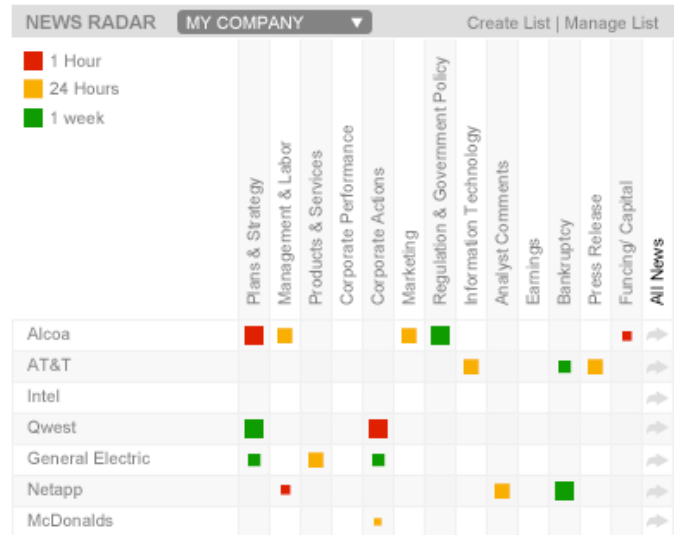 NEWS RADAR MY COMPANY Create List | Manage List
1 Hour
24 Hours
1 week
Plans & Strategy
Management & Labor
Products & Services
Corporate Performance
Corporate Actions
Marketing
Regulation & Government Policy
Information Technology
Analyst Comments
Earnings
Bankruptcy
Press Release
Funcing/ Capital
All News
Alcoa
AT&T
Intel
Qwest
General Electric
Netapp
McDonalds